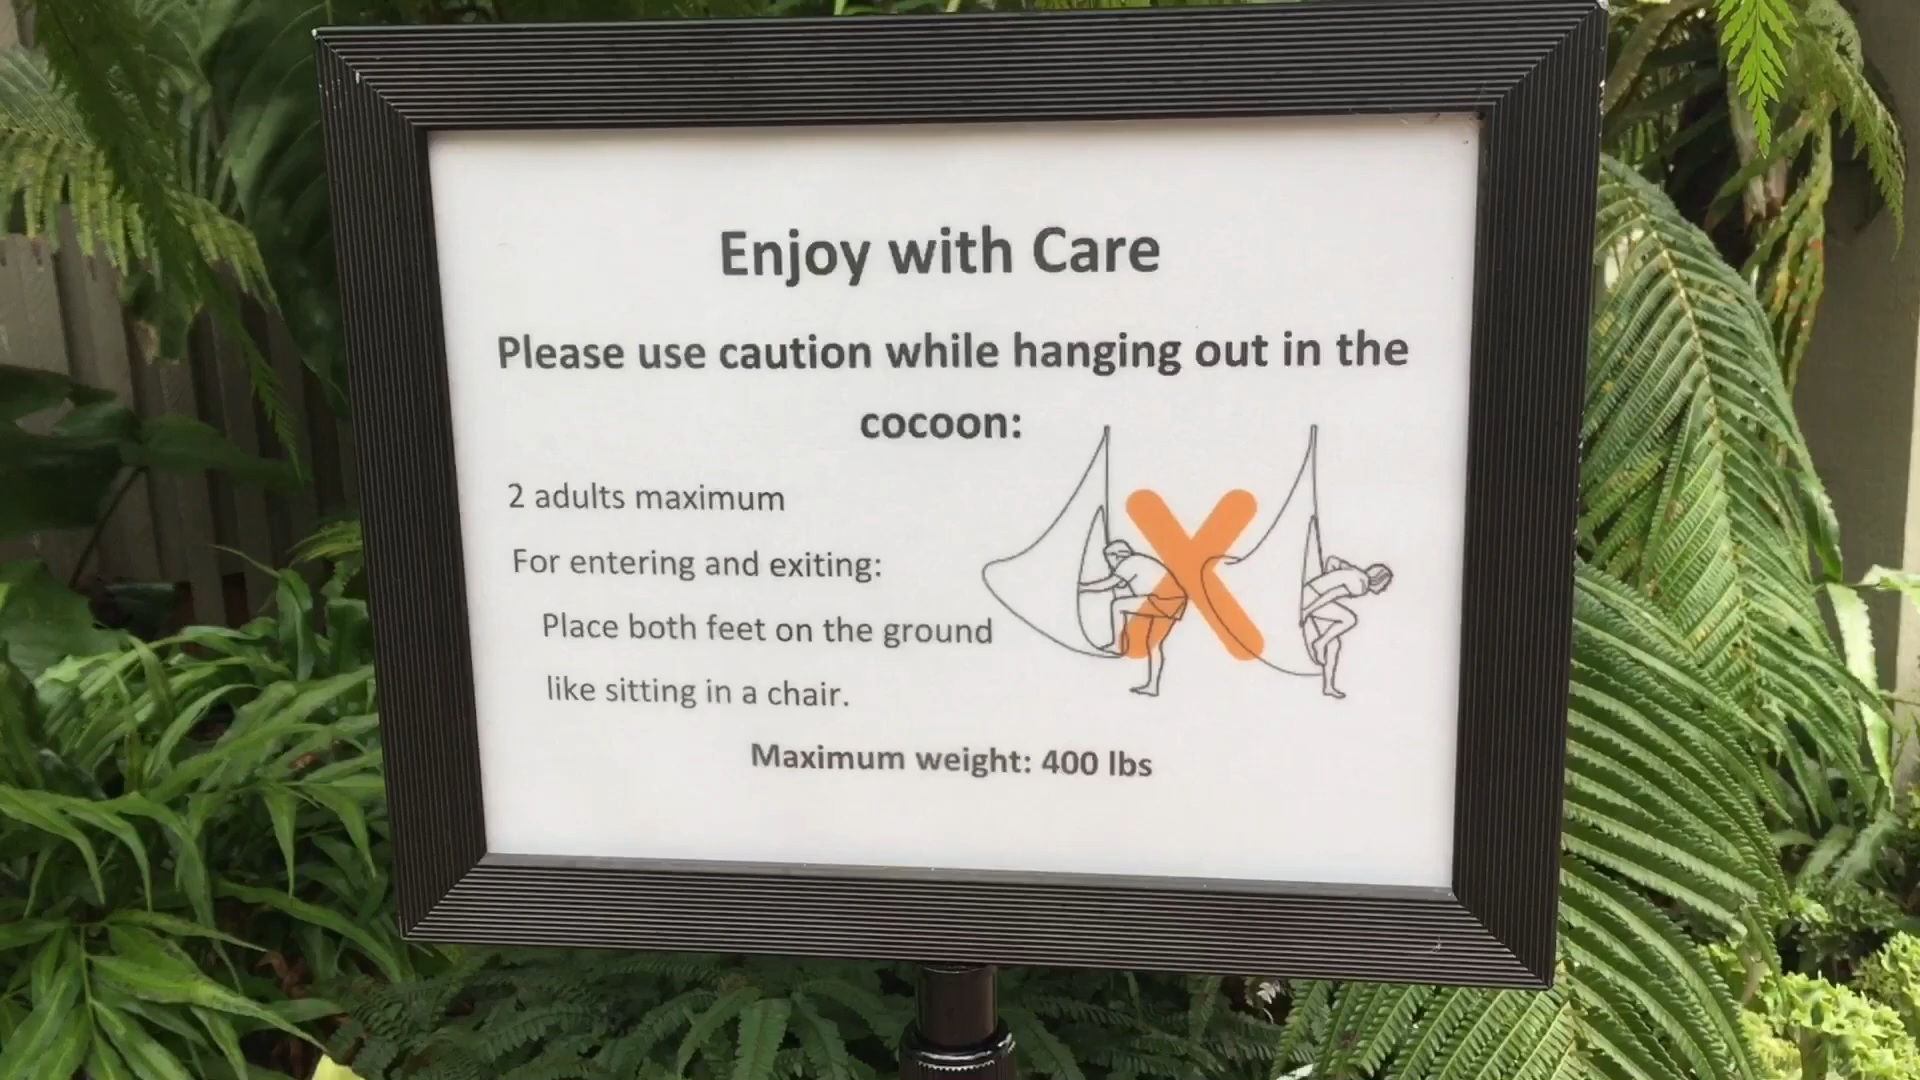 Enjoy with Care
Please use caution while hanging out in the
cocoon:
2 adults maximum
For entering and exiting:
Place both feet on the ground
like sitting in a chair.
Maximum weight: 400 lbs